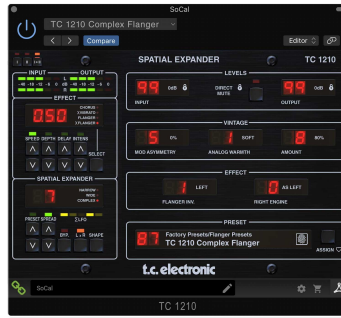 SoCal
TC 1210 Complex Flanger
Compare
Editor
SPATIAL EXPANDER
TC 1210
INPUT
OUTPUT
L
R
EFFECT
050
CHORUS
FLANGER
SPEED DEPTH DELAY INTENS
SELECT
SPATIAL EXPANDER
7
NARROW
WIDE
COMPLEX
PRESET SPREAD
SHAPE
LEVELS
99
0dB
INPUT
DIRECT
MUTE
99
0dB
OUTPUT
VINTAGE
5
0%
MOD ASYMMETRY
1
SOFT
ANALOG WARMTH
8
80%
AMOUNT
EFFECT
1
LEFT
FLANGER INV.
0
AS LEFT
RIGHT ENGINE
PRESET
87
Factory Presets/Flanger Presets
TC 1210 Complex Flanger
ASSIGN
t.c. electronic
SoCal
TC 1210